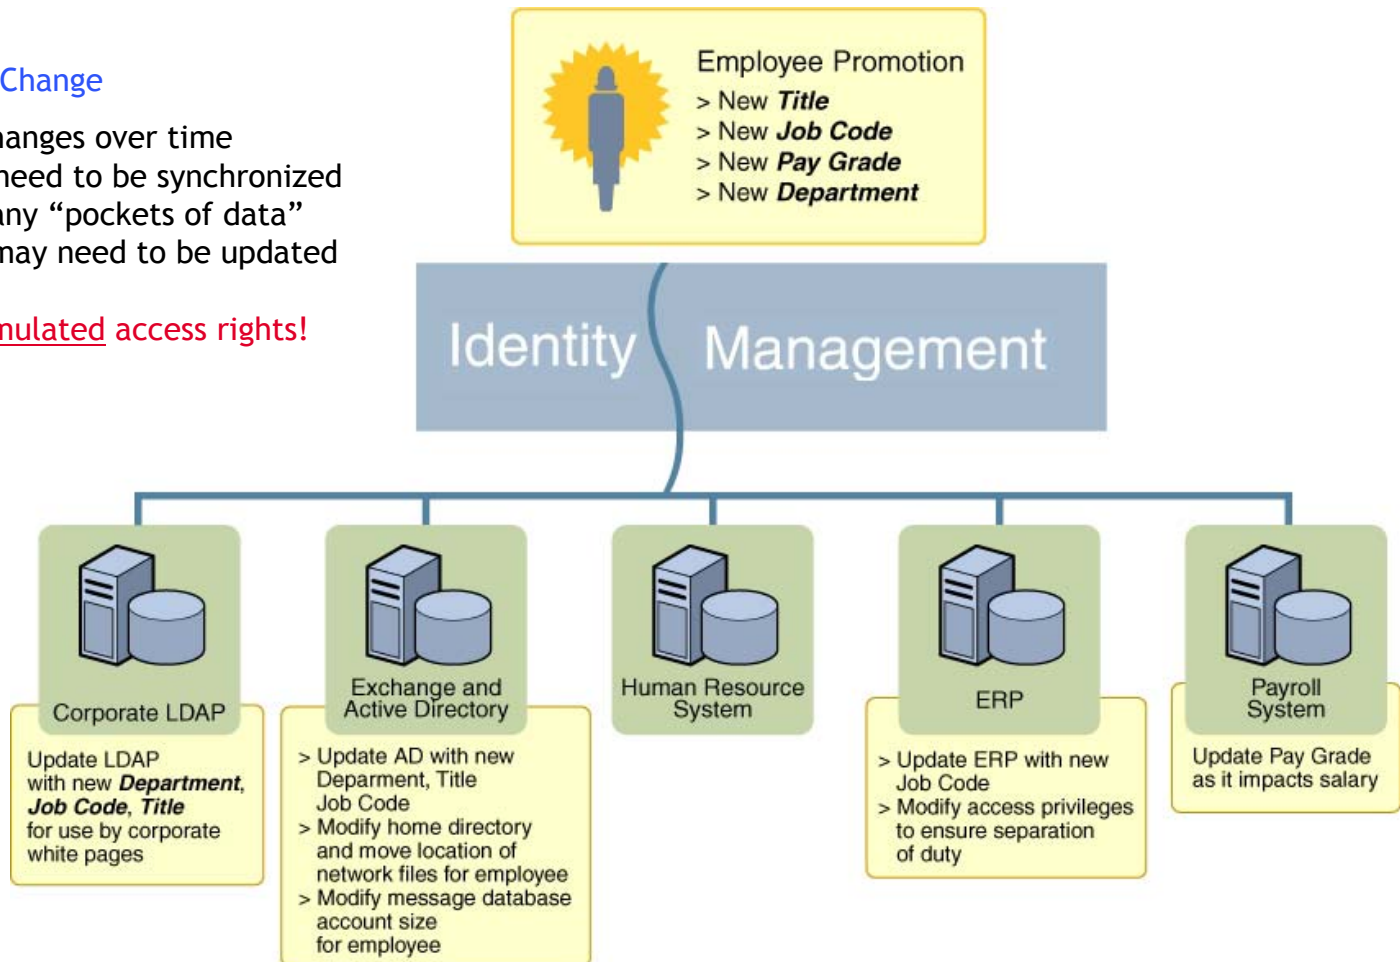 Change
hanges over time
need to be synchronized
any “pockets of data”
may need to be updated
mulated access rights!
Employee Promotion
> New Title
> New Job Code
> New Pay Grade
> New Department
Identity Management
Corporate LDAP
Update LDAP
with new Department,
Job Code, Title
for use by corporate
white pages
Exchange and
Active Directory
> Update AD with new
Deparment, Title
Job Code
> Modify home directory
and move location of
network files for employee
> Modify message database
account size
for employee
Human Resource
System
ERP
> Update ERP with new
Job Code
> Modify access privileges
to ensure separation
of duty
Payroll
System
Update Pay Grade
as it impacts salary